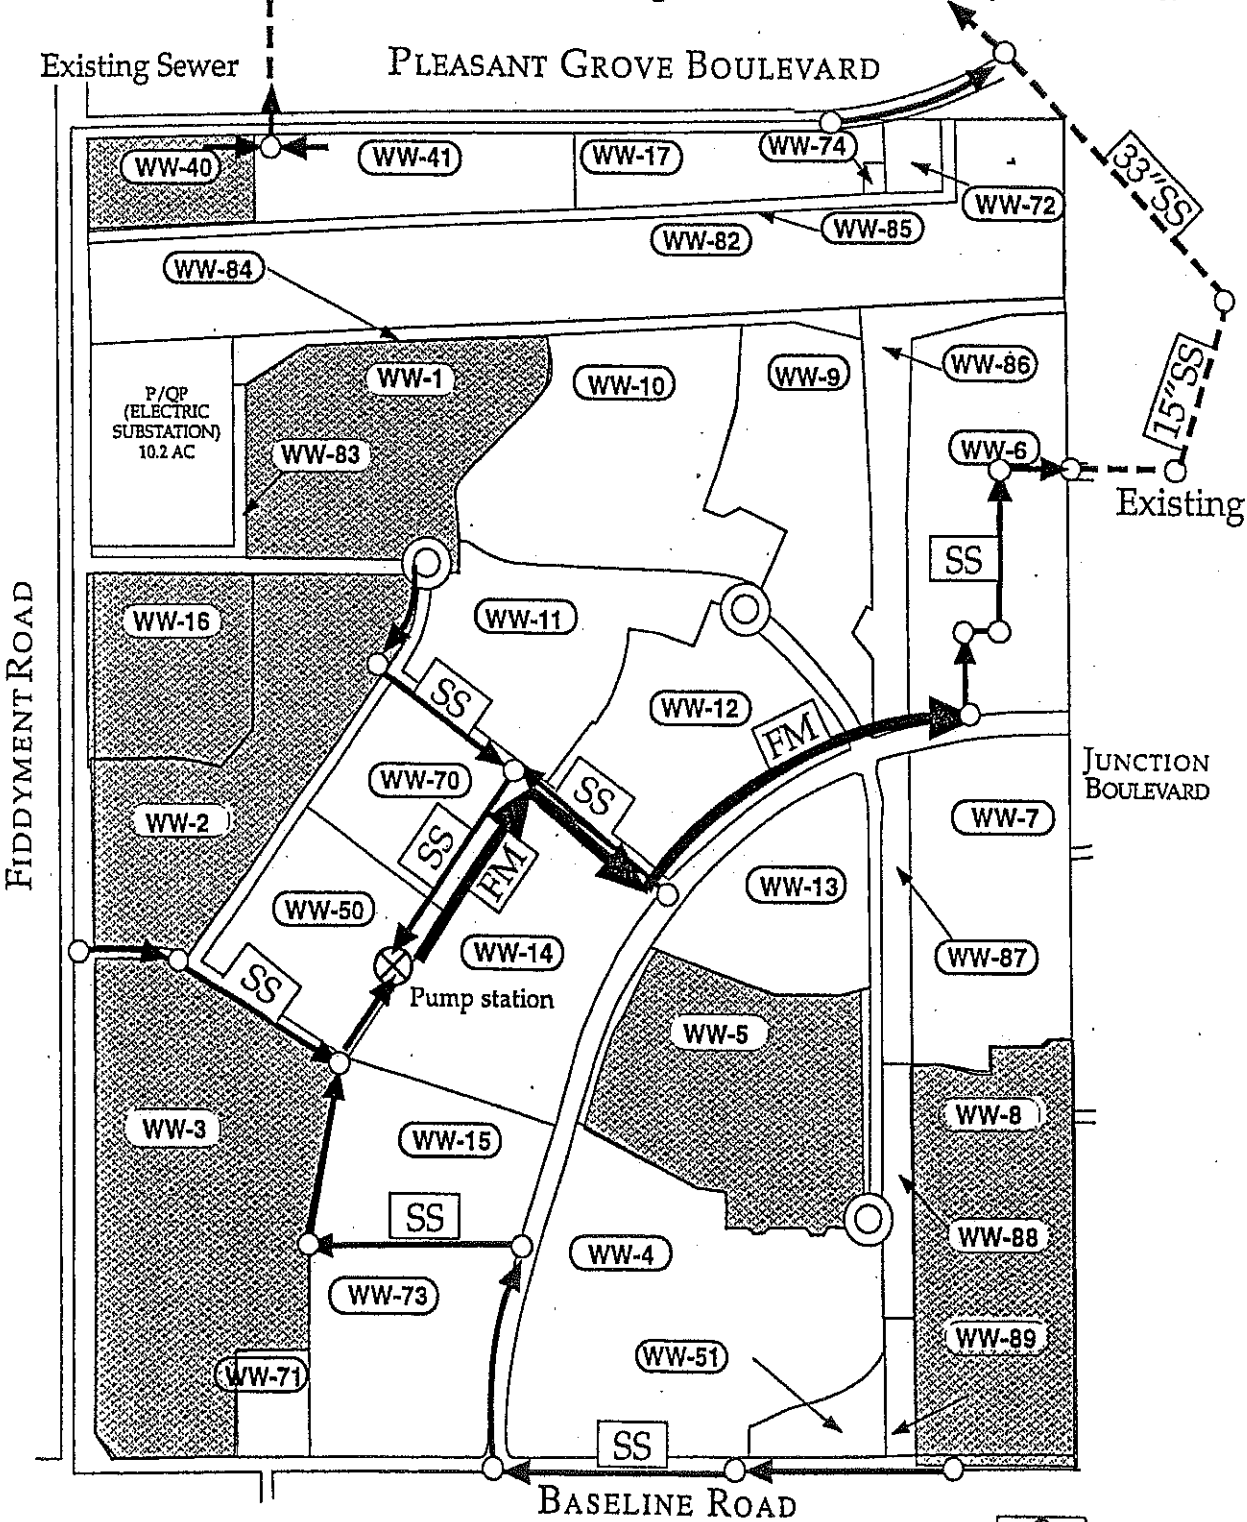 Existing Sewer
PLEASANT GROVE BOULEVARD
WW-40
WW-41
WW-17
WW-74
33"SS
WW-72
WW-85
WW-82
WW-84
WW-1
WW-10
WW-9
WW-86
15"SS
P/QP
(ELECTRIC
SUBSTATION)
10.2 AC
WW-83
WW-6
Existing
SS
FIDDYMENT ROAD
WW-16
WW-11
SS
WW-12
FM
JUNCTION
BOULEVARD
WW-70
SS
WW-2
SS
WW-7
FM
WW-13
WW-50
WW-14
WW-87
SS
Pump station
WW-5
WW-3
WW-8
WW-15
SS
WW-4
WW-88
WW-73
WW-51
WW-89
WW-71
SS
BASELINE ROAD